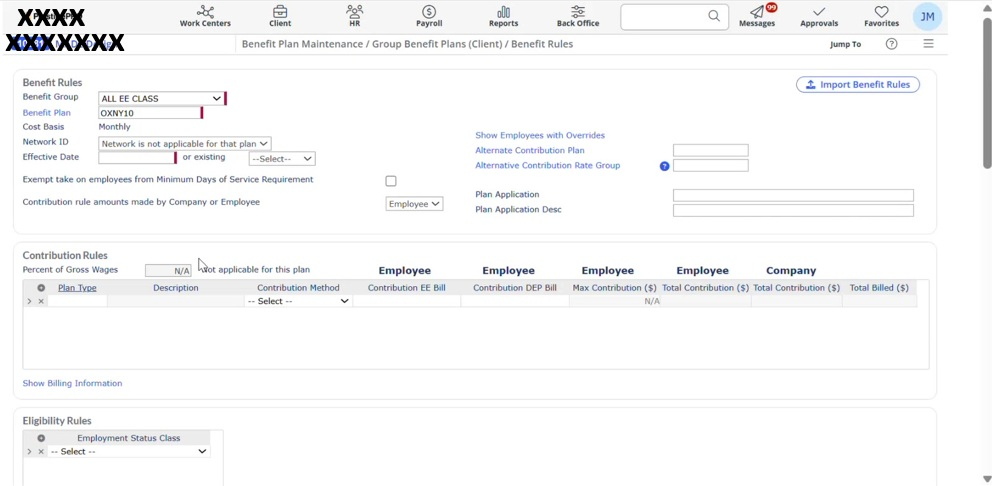 XXXX
Work Centers Client HR Payroll Reports Back Office Messages 99 Approvals Favorites JM
XXXXXXX Benefit Plan Maintenance / Group Benefit Plans (Client) / Benefit Rules Jump To ?
Benefit Rules Import Benefit Rules
Benefit Group ALL EE CLASS
Benefit Plan OXNY10
Cost Basis Monthly
Network ID Network is not applicable for that plan
Effective Date or existing --Select--
Exempt take on employees from Minimum Days of Service Requirement
Contribution rule amounts made by Company or Employee Employee
Show Employees with Overrides
Alternate Contribution Plan
Alternative Contribution Rate Group ?
Plan Application
Plan Application Desc
Contribution Rules
Percent of Gross Wages N/A Not applicable for this plan Employee Employee Employee Employee Company
Plan Type Description Contribution Method Contribution EE Bill Contribution DEP Bill Max Contribution ($) Total Contribution ($) Total Contribution ($) Total Billed ($)
-- Select -- N/A
Show Billing Information
Eligibility Rules
Employment Status Class
-- Select --